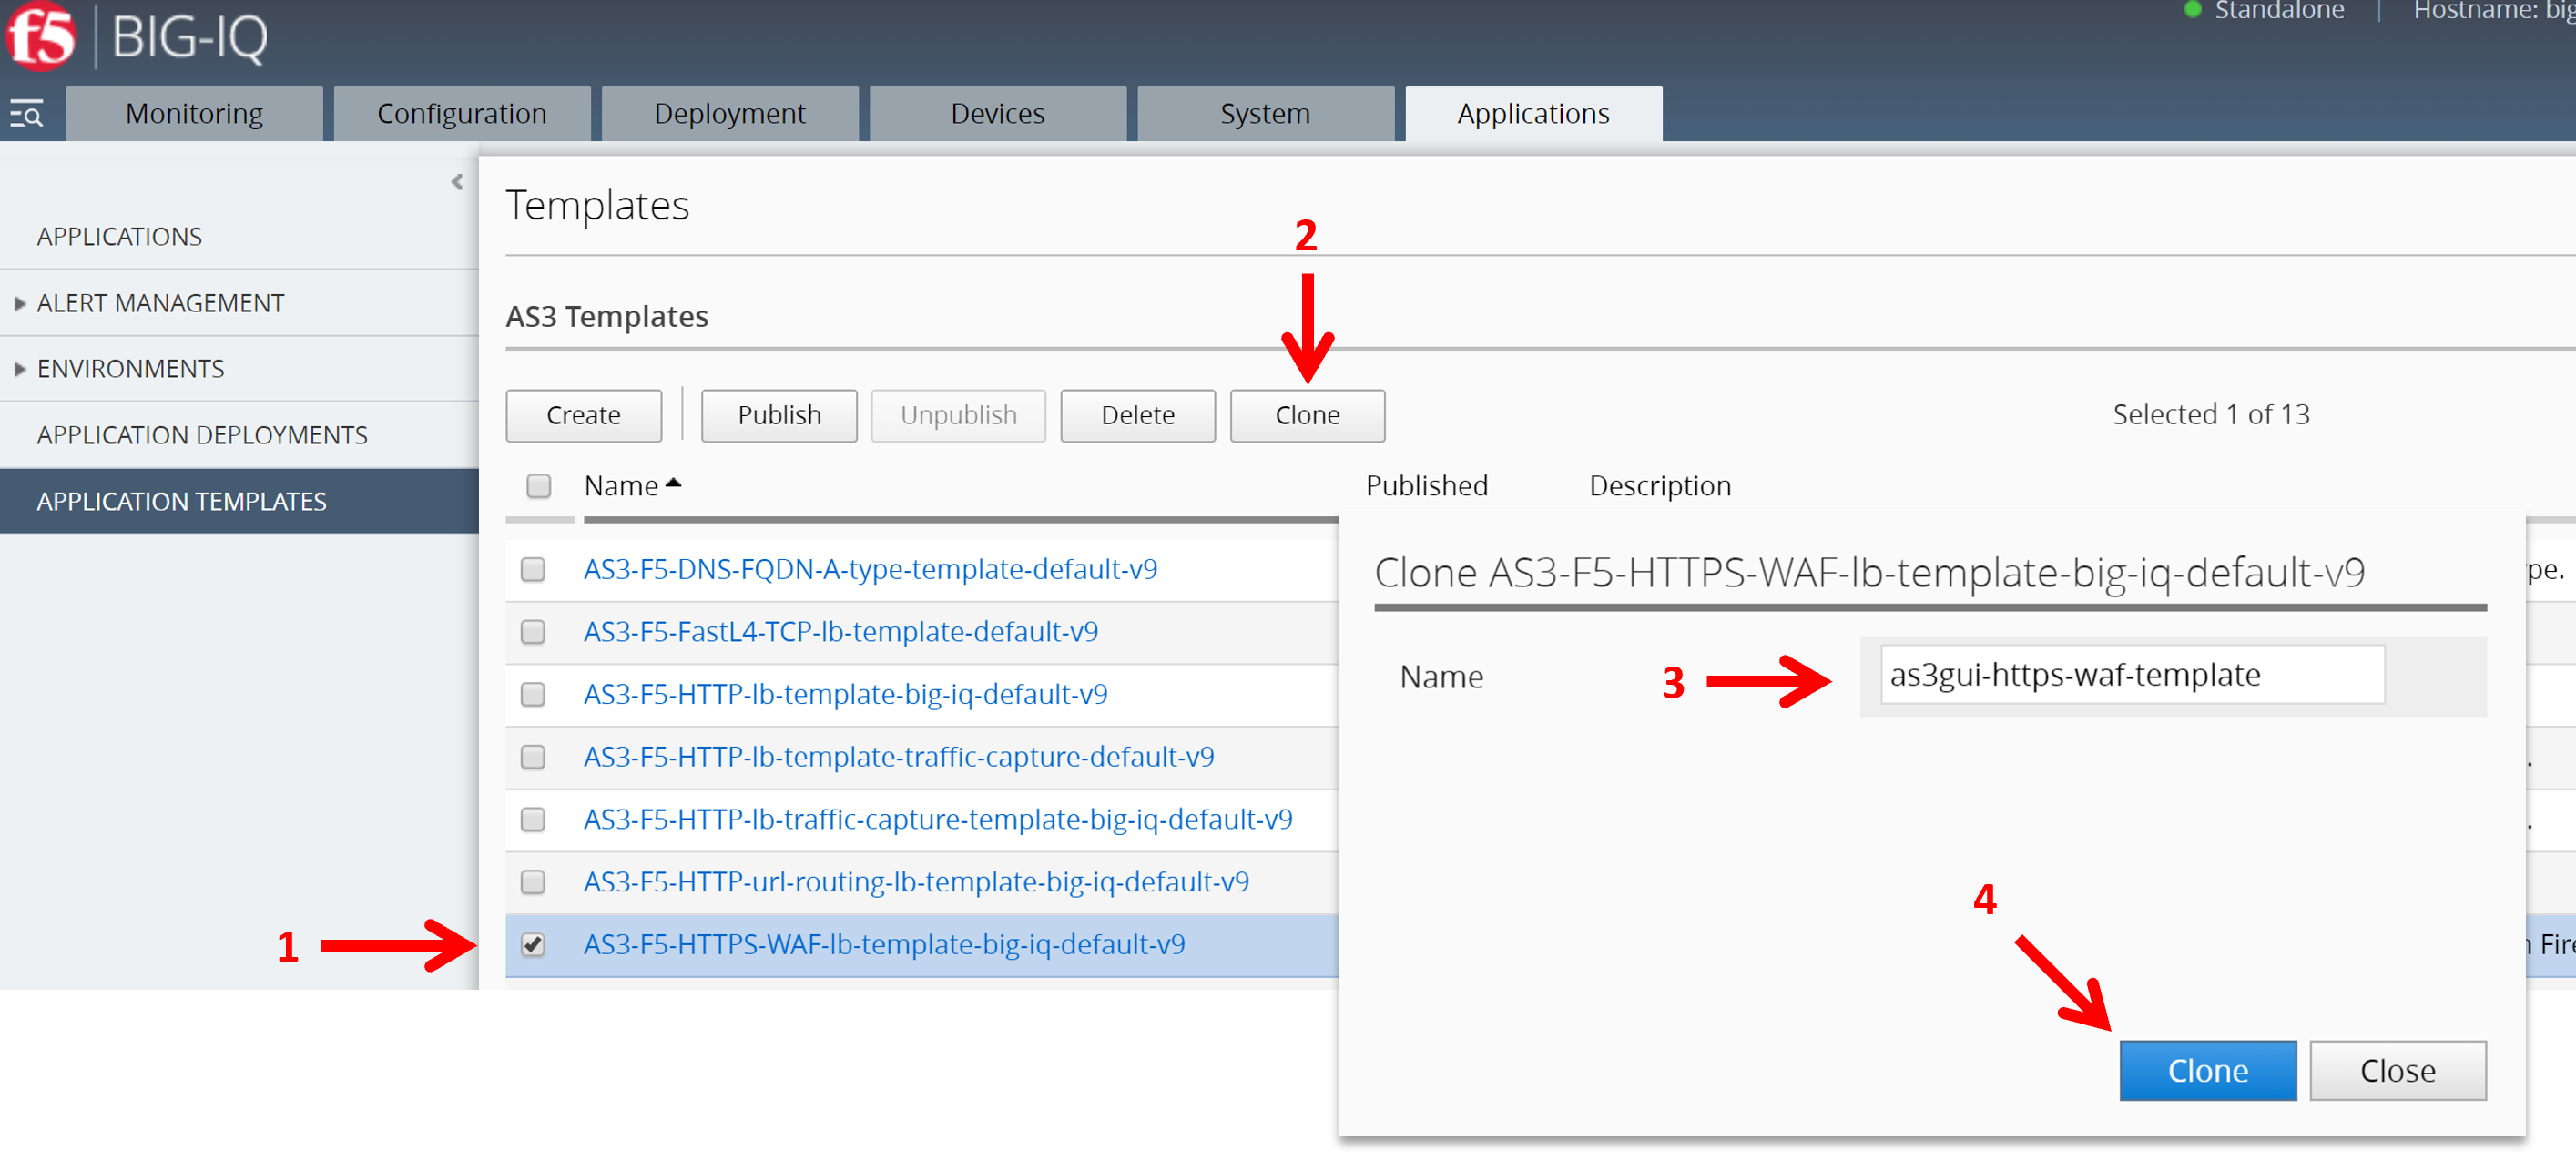 f5 BIG-IQ
Standalone | Hostname: big
Monitoring Configuration Deployment Devices System Applications
APPLICATIONS
ALERT MANAGEMENT
ENVIRONMENTS
APPLICATION DEPLOYMENTS
APPLICATION TEMPLATES
Templates
2
AS3 Templates
Create Publish Unpublish Delete Clone Selected 1 of 13
Name Published Description
AS3-F5-DNS-FQDN-A-type-template-default-v9
pe.
AS3-F5-FastL4-TCP-lb-template-default-v9
AS3-F5-HTTP-lb-template-big-iq-default-v9
AS3-F5-HTTP-lb-template-traffic-capture-default-v9
.
AS3-F5-HTTP-lb-traffic-capture-template-big-iq-default-v9
.
AS3-F5-HTTP-url-routing-lb-template-big-iq-default-v9
1 AS3-F5-HTTPS-WAF-lb-template-big-iq-default-v9
n Fire
Clone AS3-F5-HTTPS-WAF-lb-template-big-iq-default-v9
Name 3 as3gui-https-waf-template
4
Clone Close